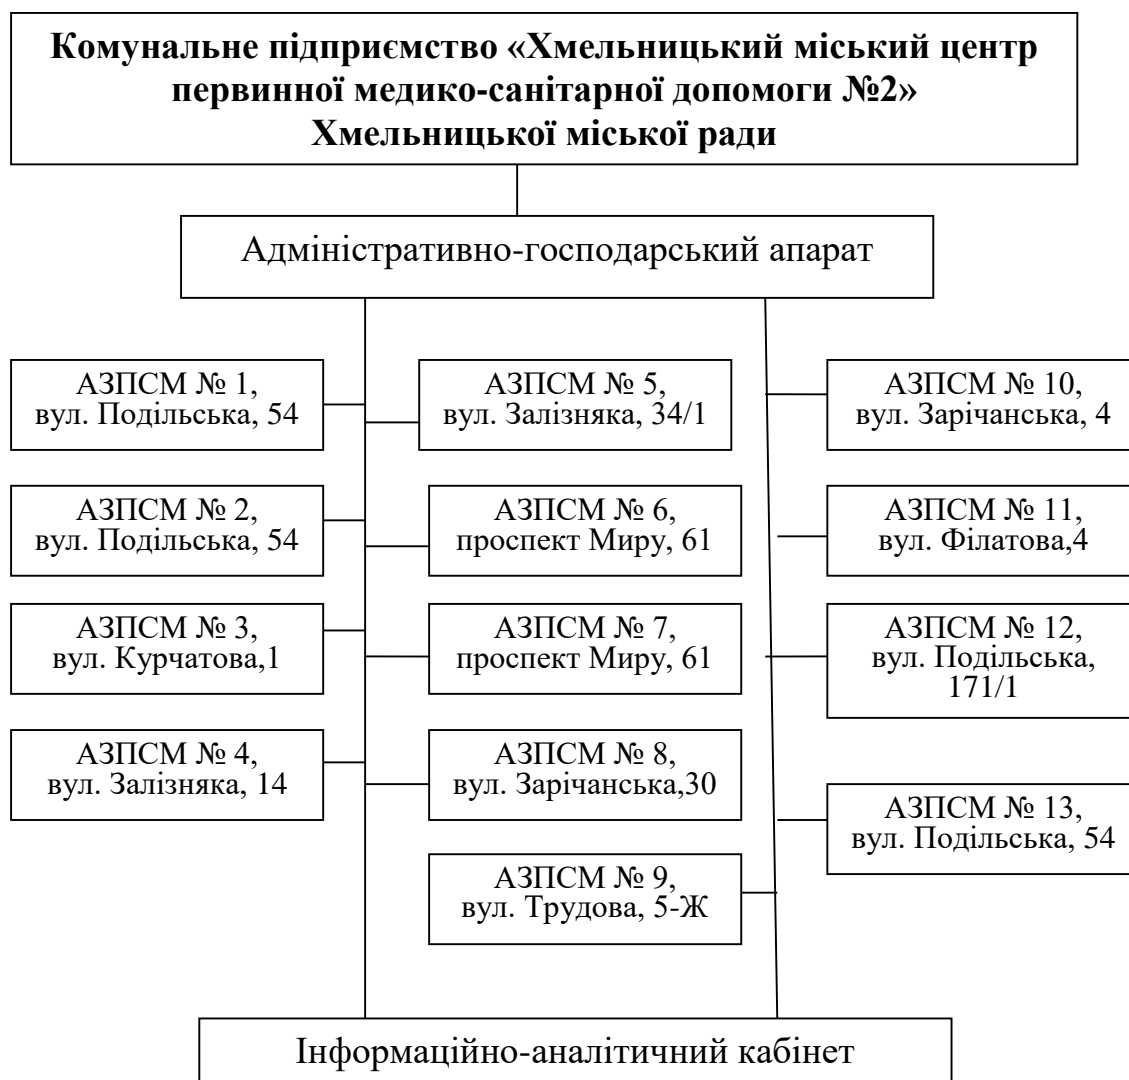 Комунальне підприємство «Хмельницький міський центр
первинної медико-санітарної допомоги №2»
Хмельницької міської ради
Адміністративно-господарський апарат
АЗПСМ № 1,
вул. Подільська, 54
АЗПСМ № 2,
вул. Подільська, 54
АЗПСМ № 3,
вул. Курчатова,1
АЗПСМ № 4,
вул. Залізняка, 14
АЗПСМ № 5,
вул. Залізняка, 34/1
АЗПСМ № 6,
проспект Миру, 61
АЗПСМ № 7,
проспект Миру, 61
АЗПСМ № 8,
вул. Зарічанська,30
АЗПСМ № 9,
вул. Трудова, 5-Ж
АЗПСМ № 10,
вул. Зарічанська, 4
АЗПСМ № 11,
вул. Філатова,4
АЗПСМ № 12,
вул. Подільська,
171/1
АЗПСМ № 13,
вул. Подільська, 54
Інформаційно-аналітичний кабінет